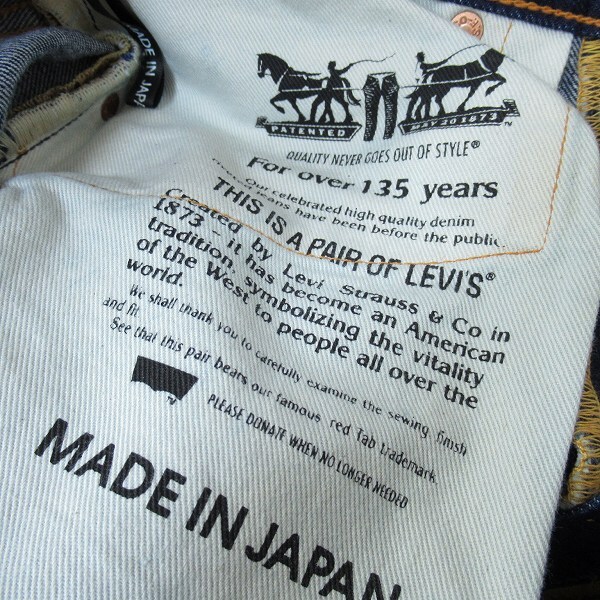 MADE IN JAPA
PATENTED
MAY 20 1873
QUALITY NEVER GOES OUT OF STYLE®
For over 135 years
Our celebrated high quality denim
jeans have been before the public.
THIS IS A PAIR OF LEVI'S®
Created by Levi Strauss & Co in
1873 - it has become an American
tradition, symbolizing the vitality
of the West to people all over the
world.
We shall thank you to carefully examine the sewing finish
and fit.
See that this pair bears our famous red Tab trademark.
TM
PLEASE DONATE WHEN NO LONGER NEEDED
MADE IN JAPAN